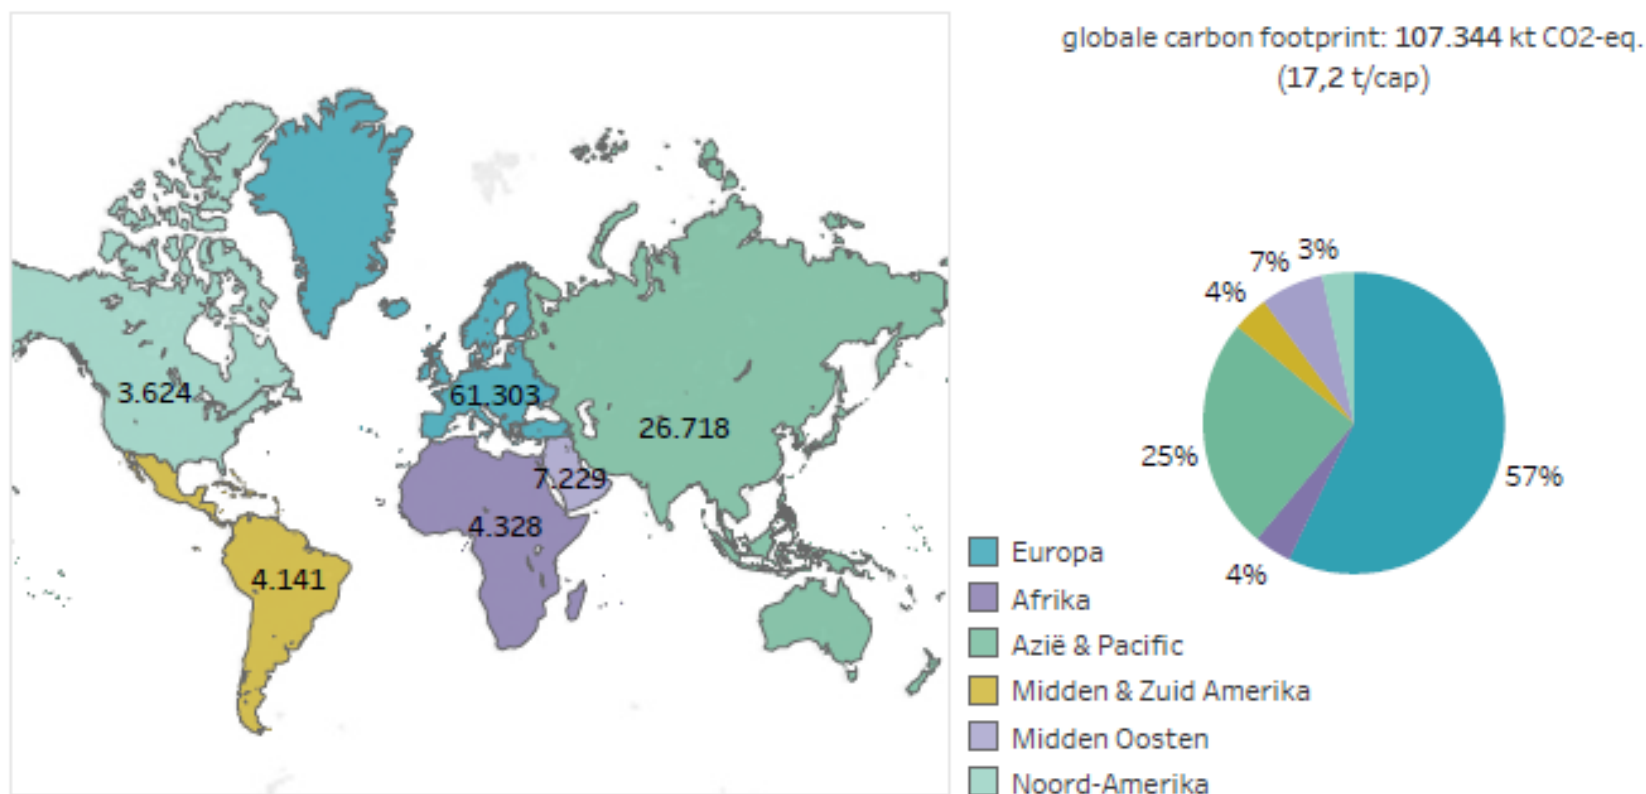 globale carbon footprint: 107.344 kt CO2-eq.
(17,2 t/cap)
3.624
61.303
26.718
7.229
4.328
4.141
3%
7%
4%
25%
57%
4%
Europa
Afrika
Azië & Pacific
Midden & Zuid Amerika
Midden Oosten
Noord-Amerika